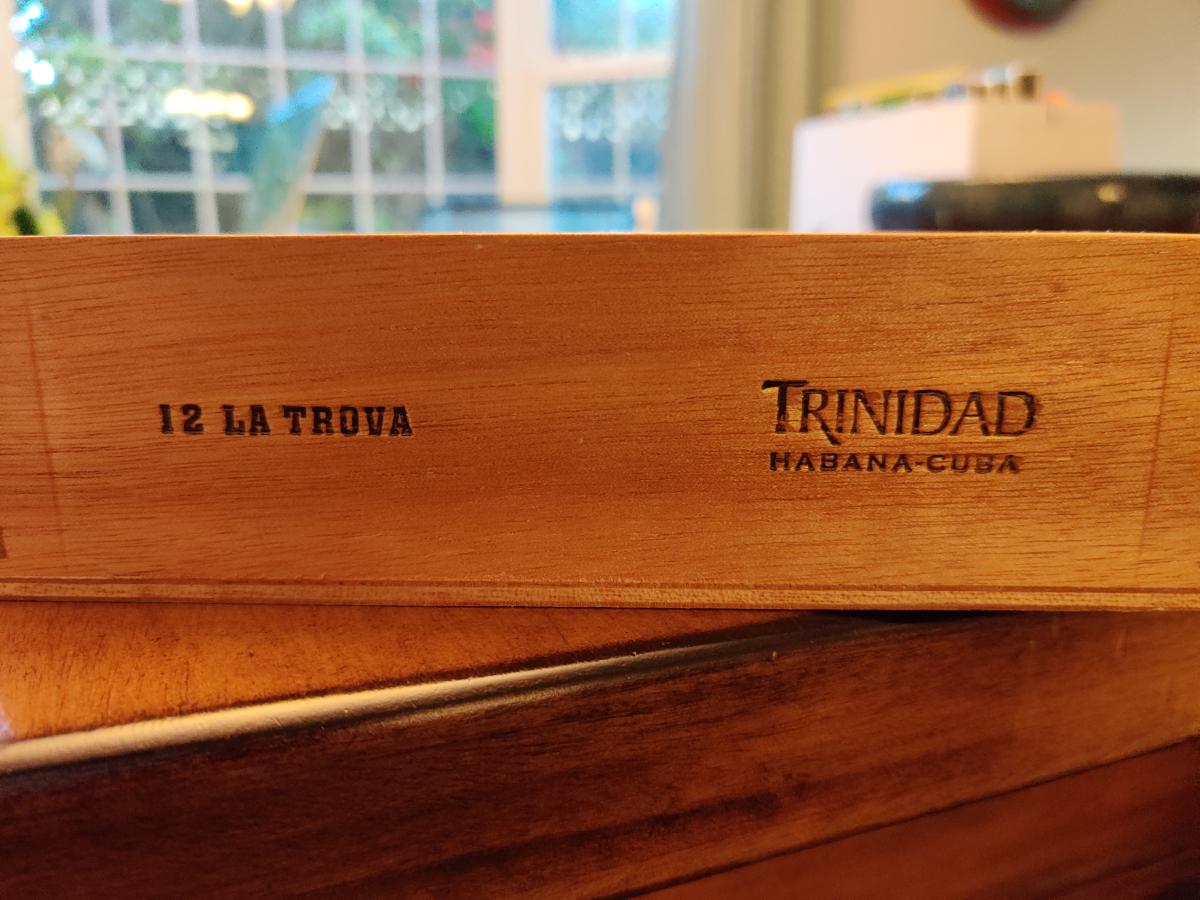 12 LA TROVA
TRINIDAD
HABANA-CUBA